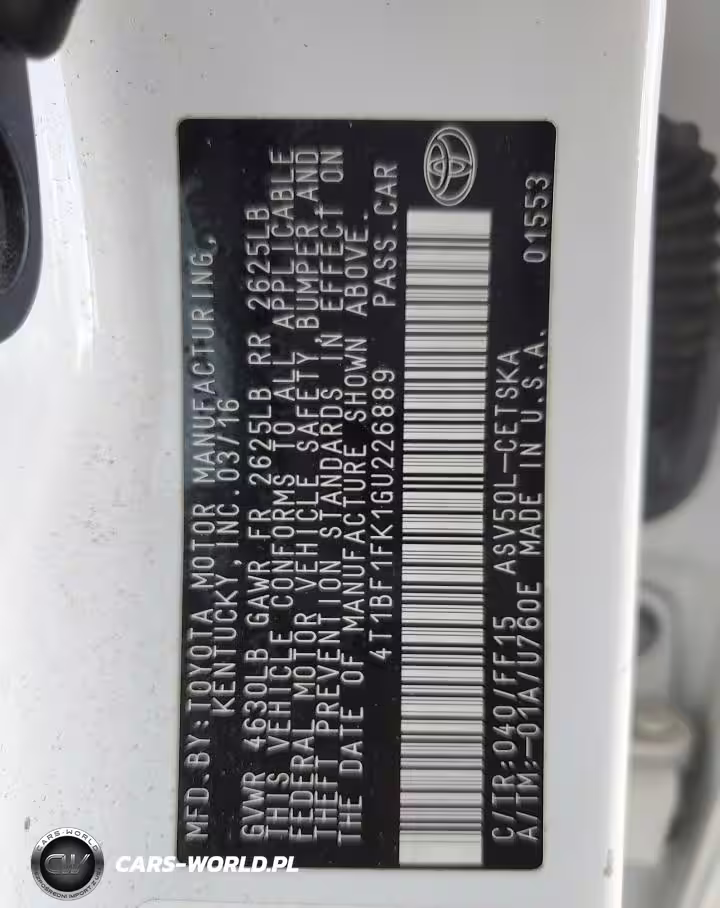 MFD.BY:TOYOTA MOTOR MANUFACTURING,
KENTUCKY, INC.03/16
GVWR 4630LB GAWR FR 2625LB RR 2625LB
THIS VEHICLE CONFORMS TO ALL APPLICABLE
FEDERAL MOTOR VEHICLE SAFETY, BUMPER,AND
THEFT PREVENTION STANDARDS IN EFFECT ON
THE DATE OF MANUFACTURE SHOWN ABOVE.
4T1BF1FK1GU226889 PASS.CAR
C/TR:040/FF15 ASV50L-CETSKA 01553
A/TM:-01A/U760E MADE IN U.S.A.
CARS-WORLD
CW
CARS-WORLD.PL